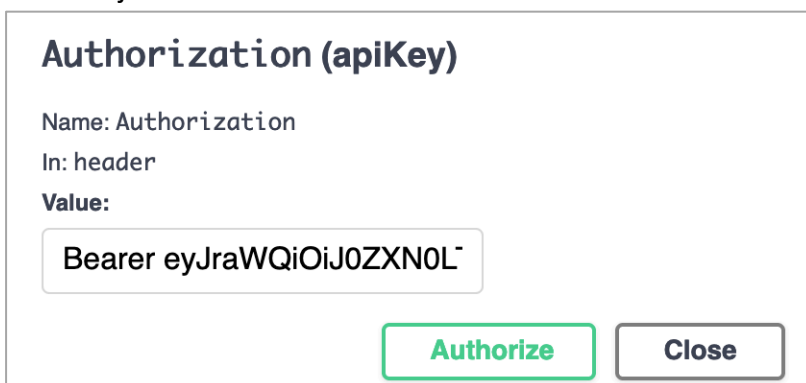 Authorization (apiKey)
Name: Authorization
In: header
Value:
Bearer eyJraWQiOiJ0ZXN0L
Authorize
Close